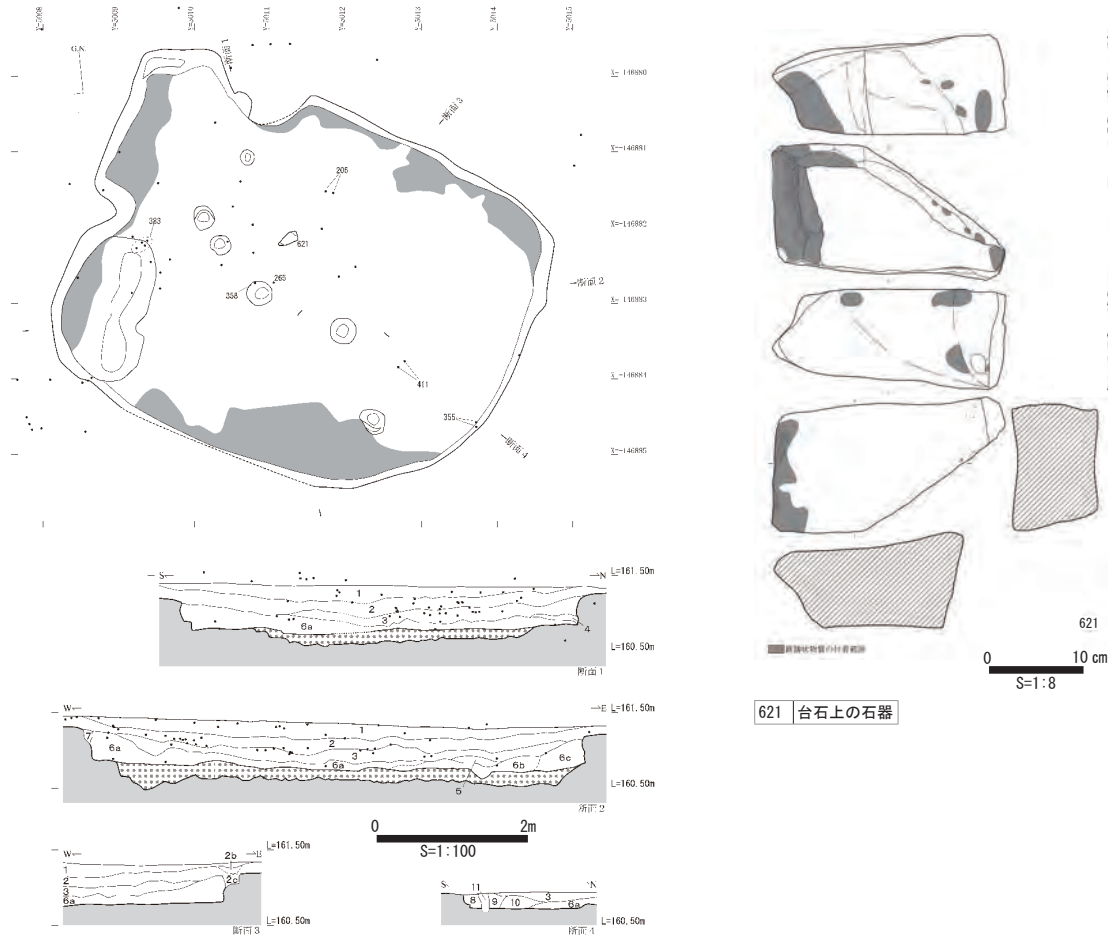 Y=5008
Y=5009
Y=5010
Y=5011
Y=5012
Y=5013
Y=5014
Y=5015
G.N.
断面1
断面3
X=-146880
X=-146881
X=-146882
X=-146883
X=-146884
X=-146885
206
383
621
265
358
断面2
411
355
断面4
S
N
L=161.50m
1
2
3
6a
4
L=160.50m
断面1
W
E
L=161.50m
1
7
6a
2
3
6a
6b
6c
5
L=160.50m
断面2
0
2m
S=1:100
W
E
L=161.50m
2b
1
2
2c
3
6a
L=160.50m
断面3
S
N
11
8
9
10
3
6a
L=160.50m
断面4
621
0
10 cm
S=1:8
621 台石上の石器